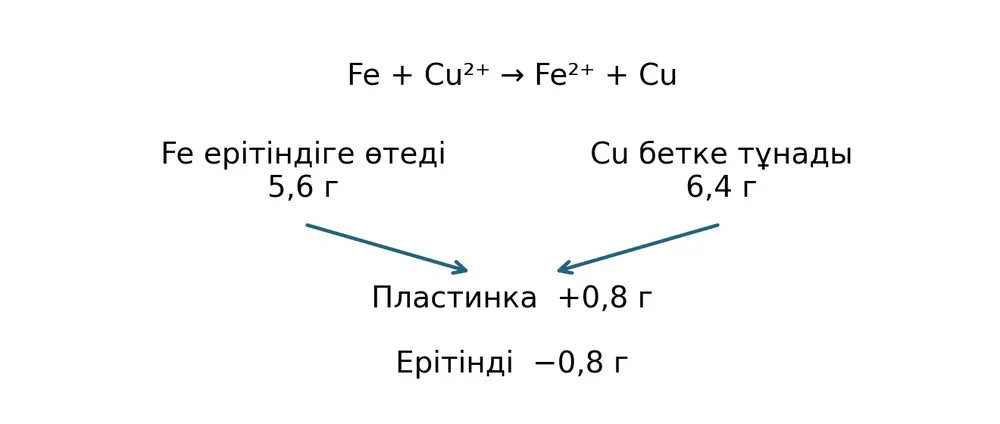 Fe + Cu²⁺ → Fe²⁺ + Cu
Fe ерітіндіге өтеді
5,6 г
Cu бетке тұнады
6,4 г
Пластинка +0,8 г
Ерітінді −0,8 г